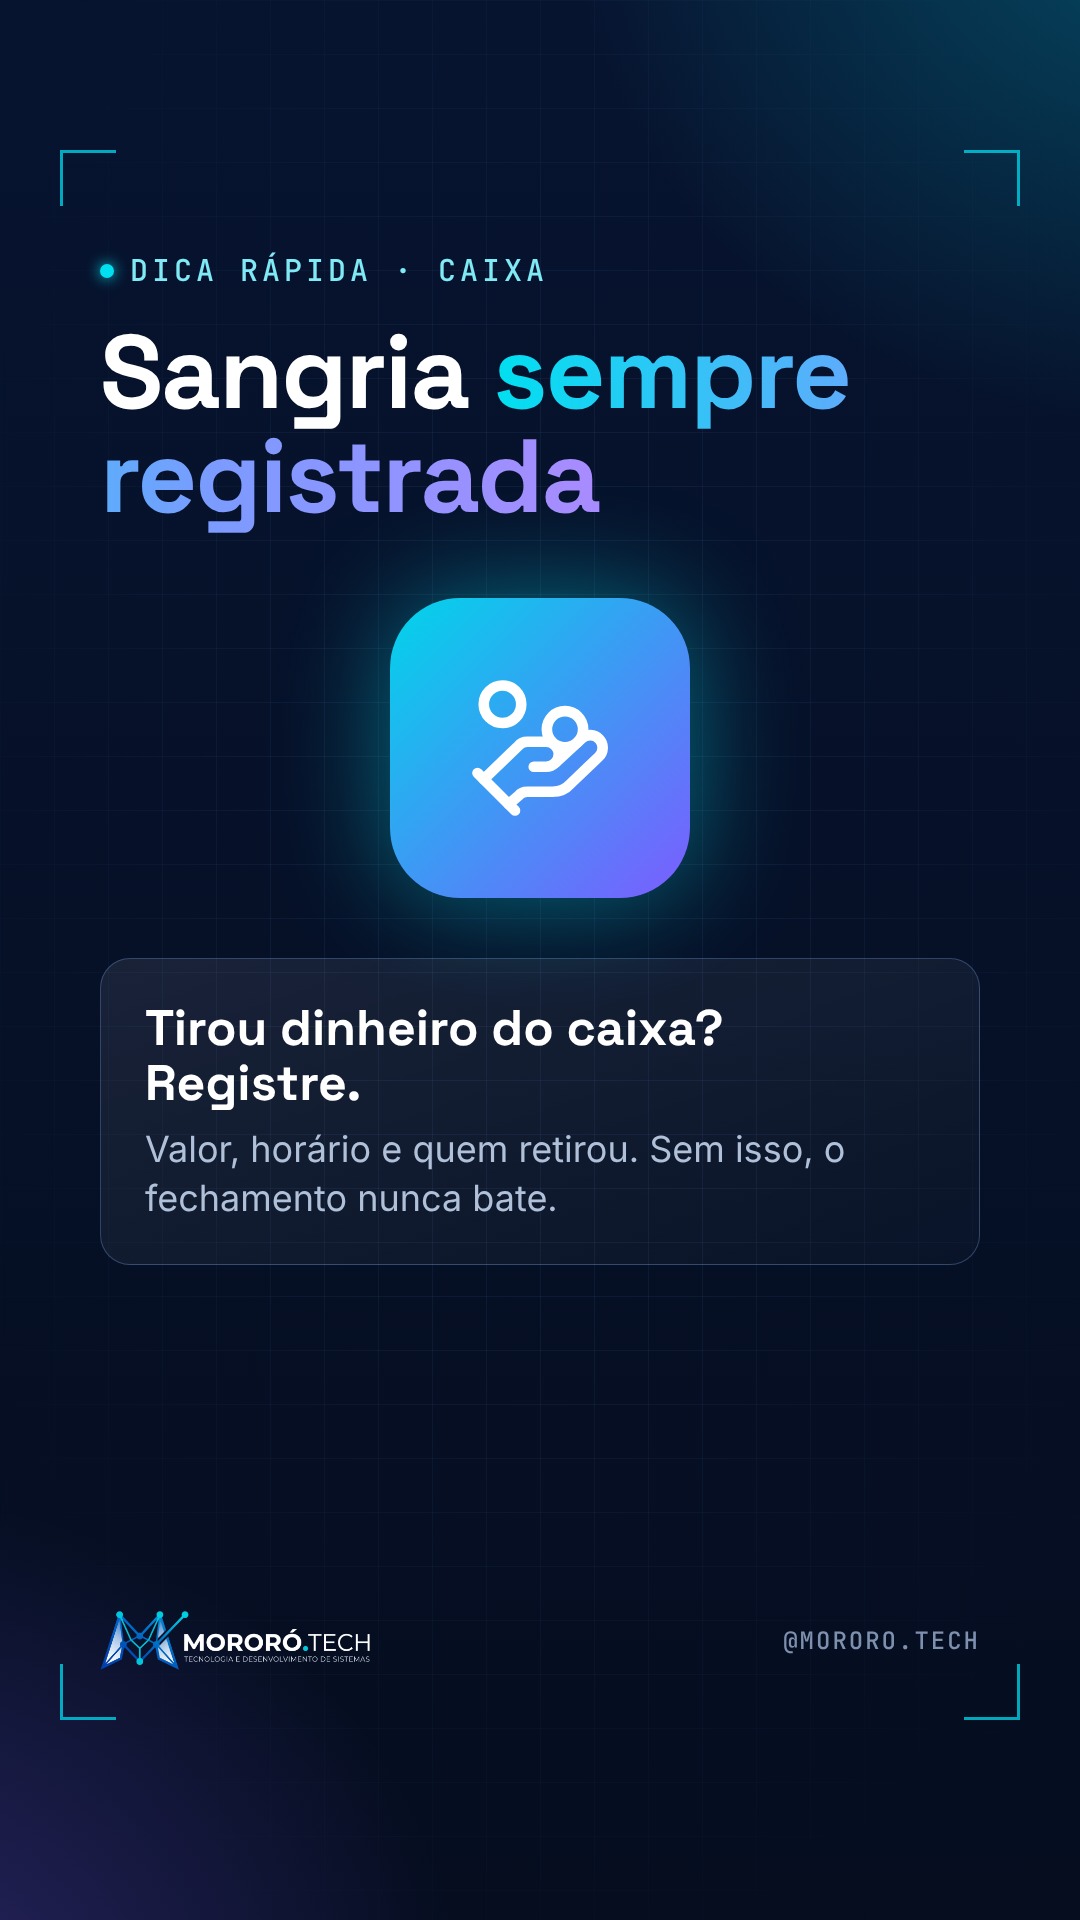 DICA RÁPIDA · CAIXA
Sangria sempre
registrada
Tirou dinheiro do caixa?
Registre.
Valor, horário e quem retirou. Sem isso, o
fechamento nunca bate.
MORORÓ.TECH
TECNOLOGIA E DESENVOLVIMENTO DE SISTEMAS
@MORORO.TECH